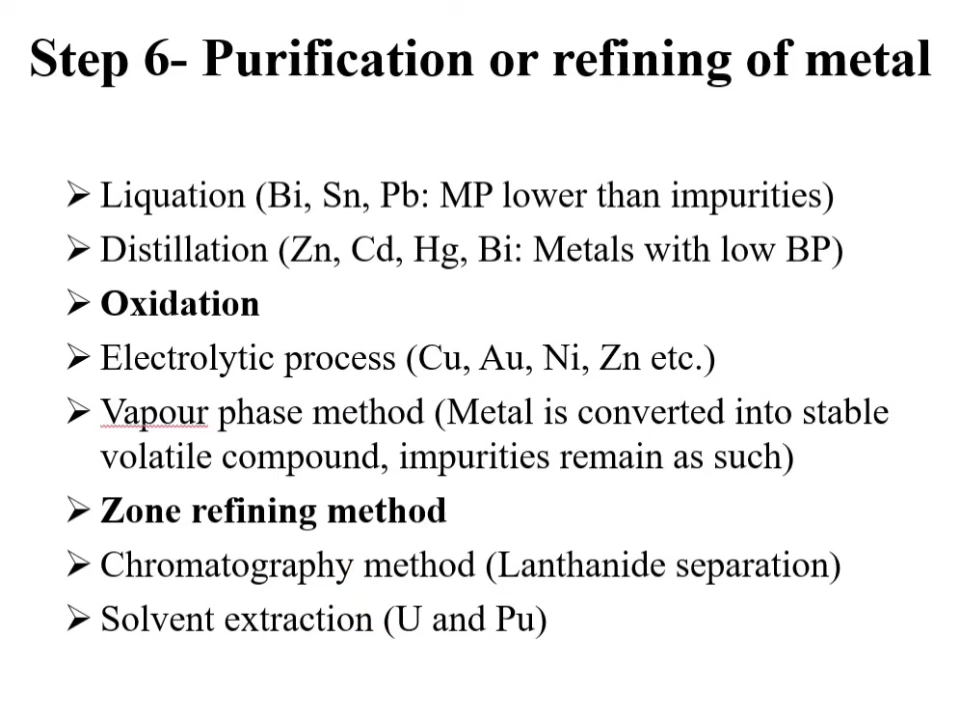 Step 6- Purification or refining of metal
➢ Liquation (Bi, Sn, Pb: MP lower than impurities)
➢ Distillation (Zn, Cd, Hg, Bi: Metals with low BP)
➢ Oxidation
➢ Electrolytic process (Cu, Au, Ni, Zn etc.)
➢ Vapour phase method (Metal is converted into stable
volatile compound, impurities remain as such)
➢ Zone refining method
➢ Chromatography method (Lanthanide separation)
➢ Solvent extraction (U and Pu)